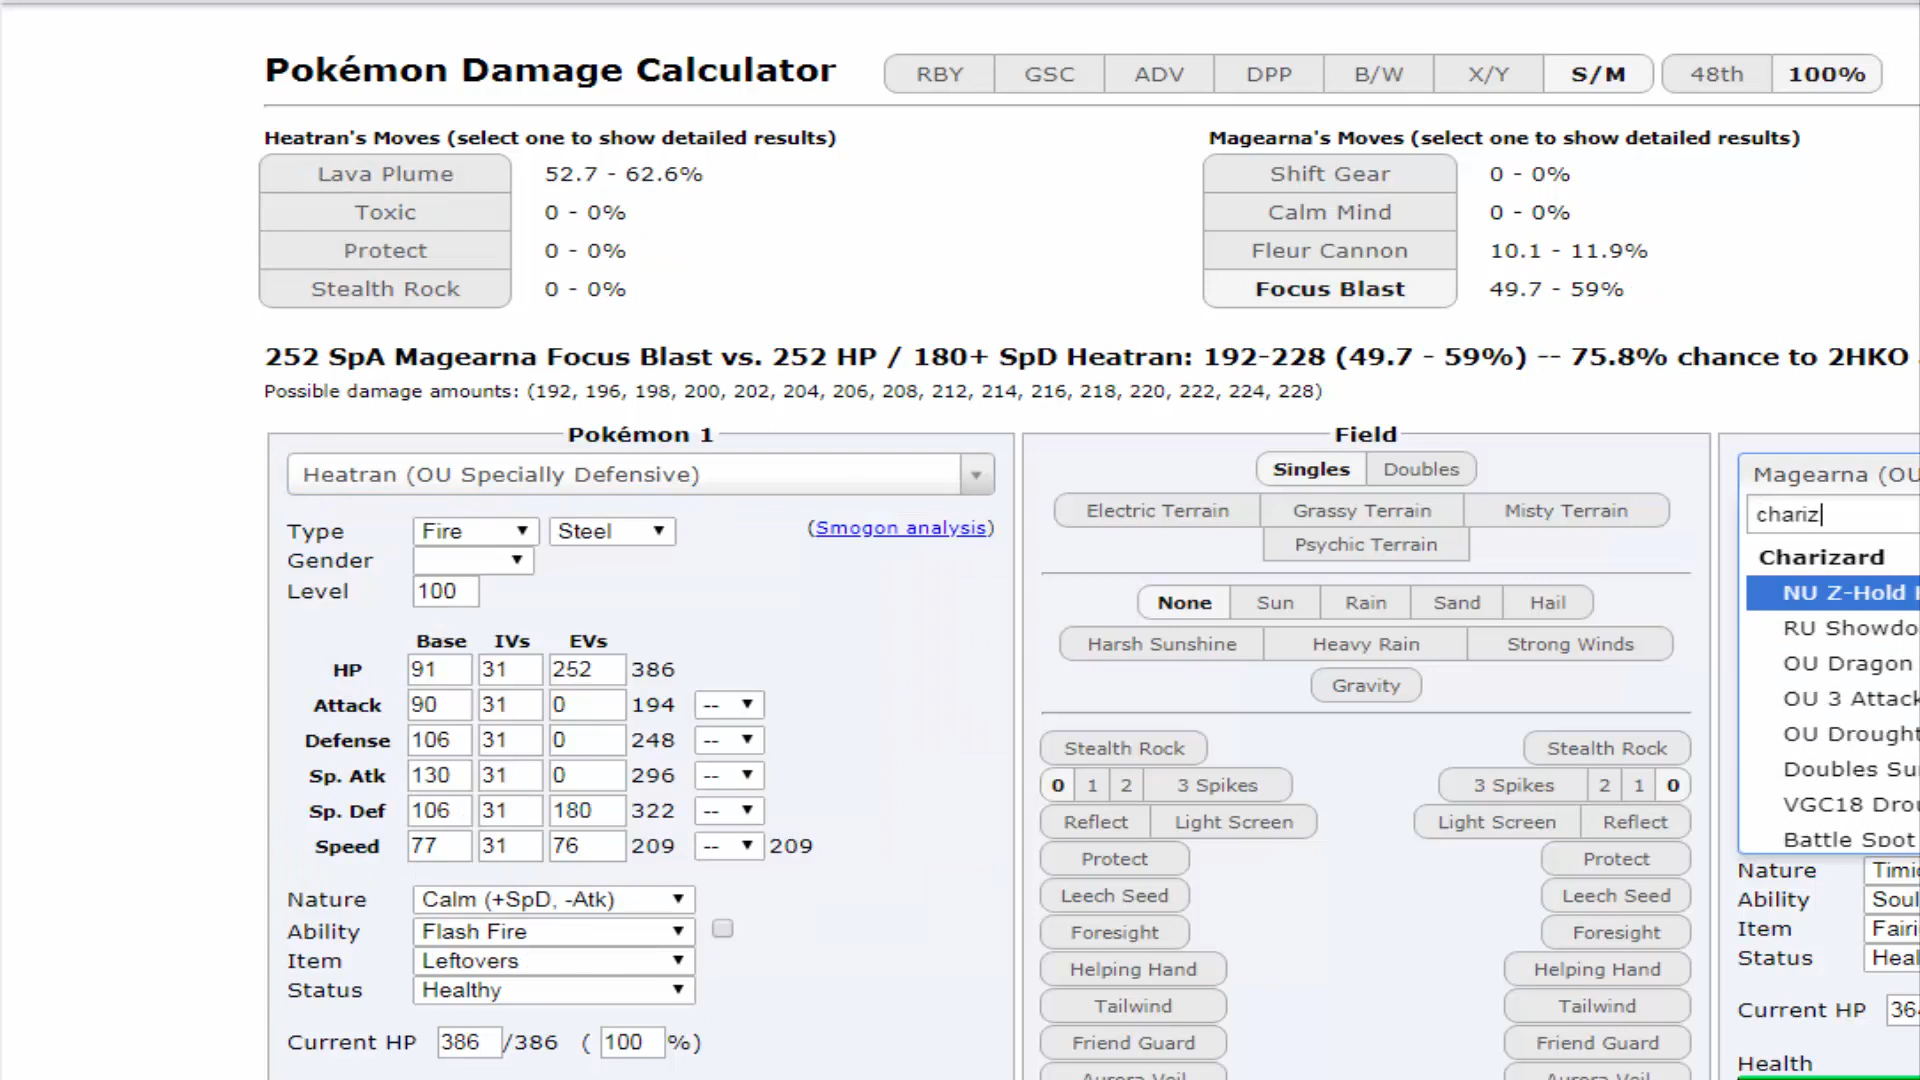 Pokémon Damage Calculator RBY GSC ADV DPP B/W X/Y S/M 48th 100%
Heatran's Moves (select one to show detailed results) Magearna's Moves (select one to show detailed results)
Lava Plume 52.7 - 62.6% Shift Gear 0 - 0%
Toxic 0 - 0% Calm Mind 0 - 0%
Protect 0 - 0% Fleur Cannon 10.1 - 11.9%
Stealth Rock 0 - 0% Focus Blast 49.7 - 59%
252 SpA Magearna Focus Blast vs. 252 HP / 180+ SpD Heatran: 192-228 (49.7 - 59%) -- 75.8% chance to 2HKO
Possible damage amounts: (192, 196, 198, 200, 202, 204, 206, 208, 212, 214, 216, 218, 220, 222, 224, 228)
Pokémon 1
Heatran (OU Specially Defensive)
Type Fire Steel (Smogon analysis)
Gender
Level 100
Base IVs EVs
HP 91 31 252 386
Attack 90 31 0 194 --
Defense 106 31 0 248 --
Sp. Atk 130 31 0 296 --
Sp. Def 106 31 180 322 --
Speed 77 31 76 209 -- 209
Nature Calm (+SpD, -Atk)
Ability Flash Fire
Item Leftovers
Status Healthy
Current HP 386 /386 ( 100 %)
Field
Singles Doubles
Electric Terrain Grassy Terrain Misty Terrain
Psychic Terrain
None Sun Rain Sand Hail
Harsh Sunshine Heavy Rain Strong Winds
Gravity
Stealth Rock Stealth Rock
0 1 2 3 Spikes 3 Spikes 2 1 0
Reflect Light Screen Light Screen Reflect
Protect Protect
Leech Seed Leech Seed
Foresight Foresight
Helping Hand Helping Hand
Tailwind Tailwind
Friend Guard Friend Guard
Aurora Veil Aurora Veil
Magearna (OU
chariz
Charizard
NU Z-Hold
RU Showdo
OU Dragon
OU 3 Attack
OU Drought
Doubles Su
VGC18 Drou
Battle Spot
Nature Timi
Ability Soul
Item Fairi
Status Heal
Current HP 364
Health